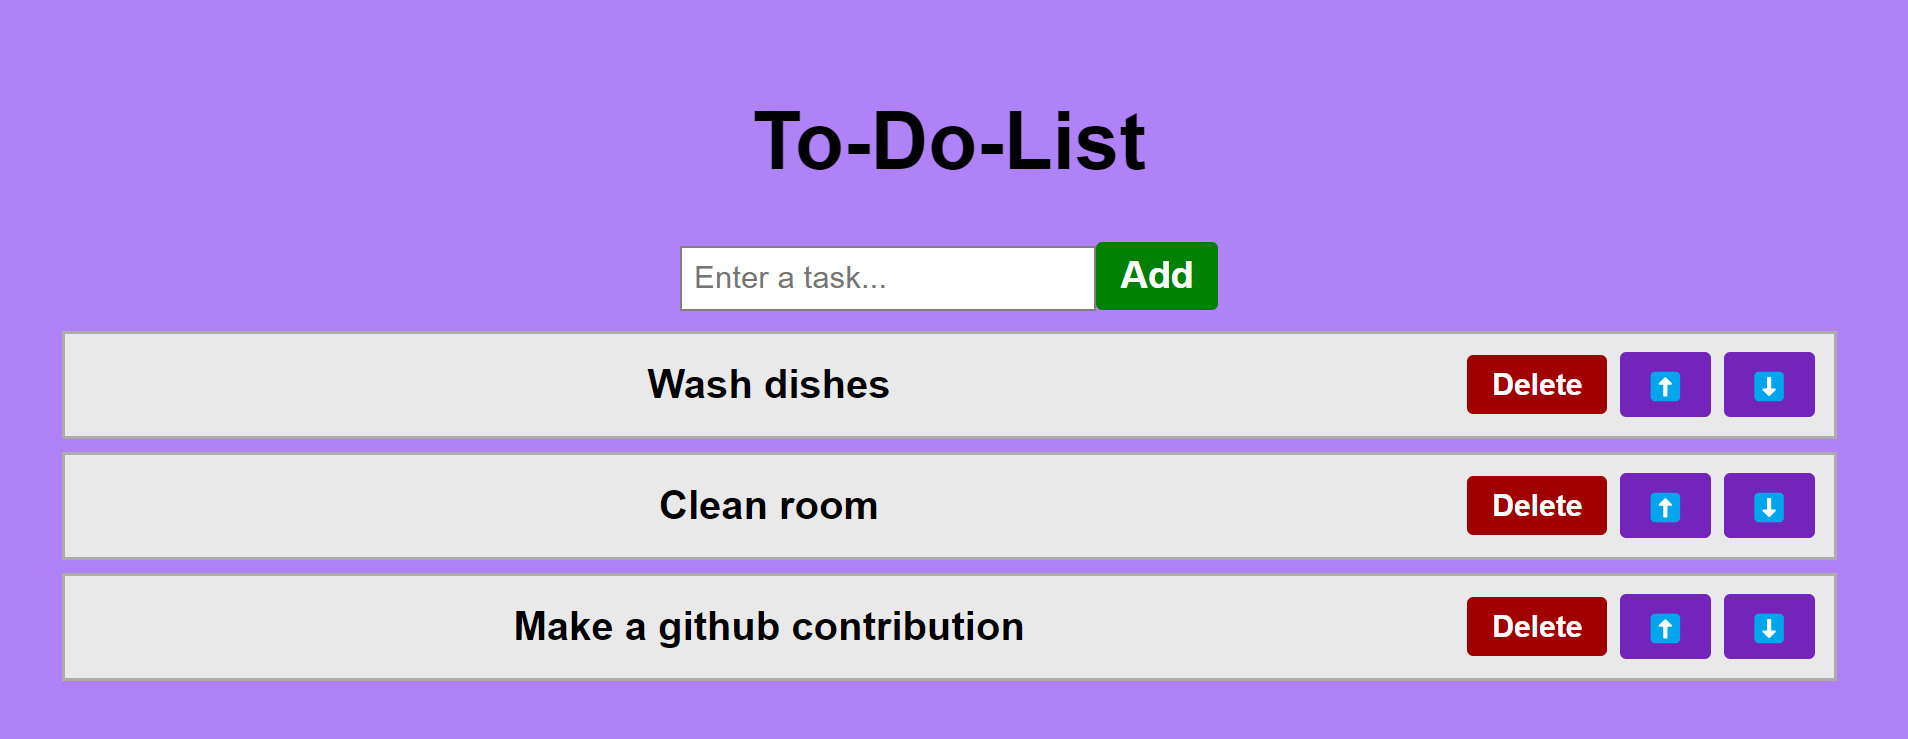 To-Do-List
Enter a task...
Add
Wash dishes
Delete
⬆️
⬇️
Clean room
Delete
⬆️
⬇️
Make a github contribution
Delete
⬆️
⬇️